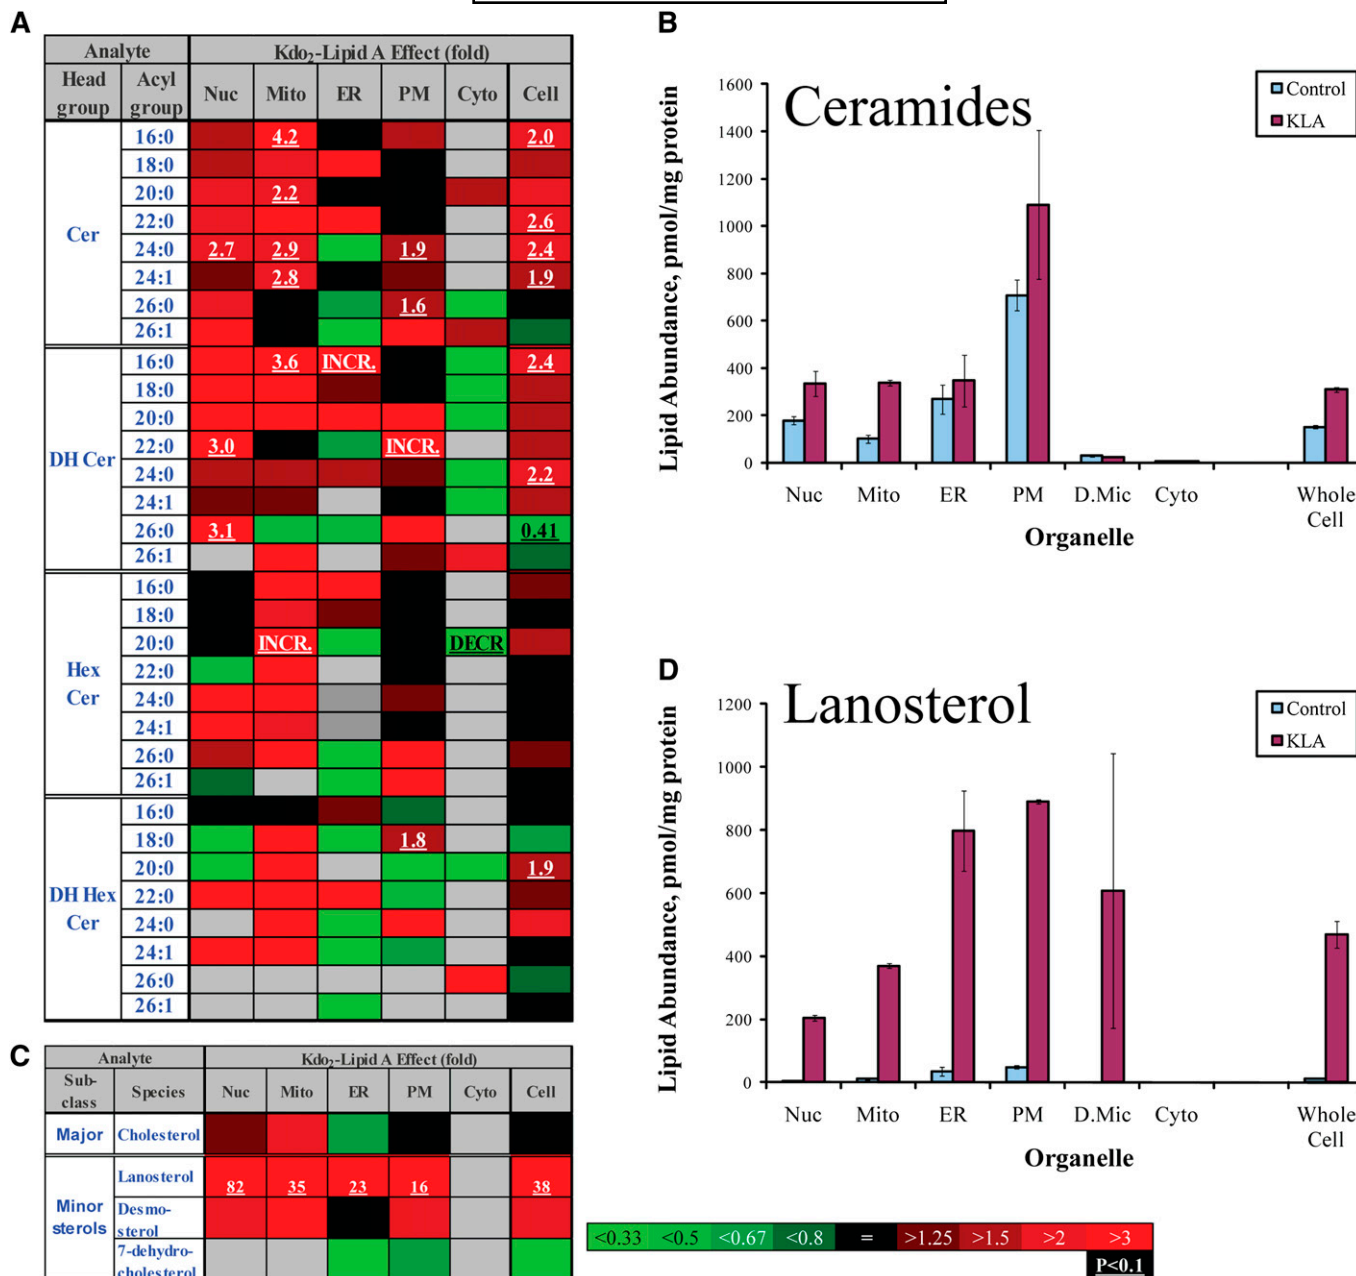 A
Analyte Kdo2-Lipid A Effect (fold)
Head group Acyl group Nuc Mito ER PM Cyto Cell
Cer
16:0 4.2 2.0
18:0
20:0 2.2
22:0 2.6
24:0 2.7 2.9 1.9 2.4
24:1 2.8 1.9
26:0 1.6
26:1
DH Cer
16:0 3.6 INCR. 2.4
18:0
20:0
22:0 3.0 INCR.
24:0 2.2
24:1
26:0 3.1 0.41
26:1
Hex Cer
16:0
18:0
20:0 INCR. DECR
22:0
24:0
24:1
26:0
26:1
DH Hex Cer
16:0
18:0 1.8
20:0 1.9
22:0
24:0
24:1
26:0
26:1
B
Ceramides
Control
KLA
Lipid Abundance, pmol/mg protein
1600
1400
1200
1000
800
600
400
200
0
Nuc Mito ER PM D.Mic Cyto Whole Cell
Organelle
C
Analyte Kdo2-Lipid A Effect (fold)
Sub-class Species Nuc Mito ER PM Cyto Cell
Major Cholesterol
Minor sterols
Lanosterol 82 35 23 16 38
Desmo-sterol
7-dehydro-cholesterol
D
Lanosterol
Control
KLA
Lipid Abundance, pmol/mg protein
1200
1000
800
600
400
200
0
Nuc Mito ER PM D.Mic Cyto Whole Cell
Organelle
<0.33 <0.5 <0.67 <0.8 = >1.25 >1.5 >2 >3
P<0.1